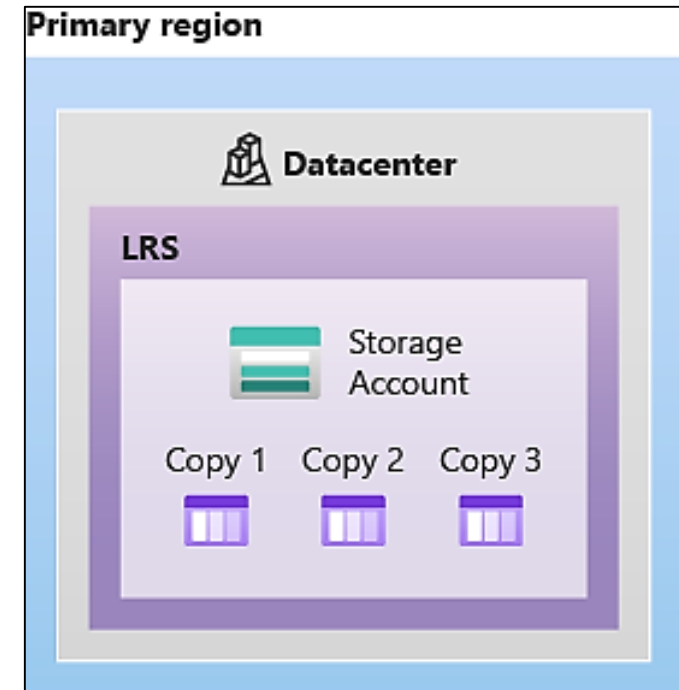 Primary region
Datacenter
LRS
Storage
Account
Copy 1 Copy 2 Copy 3